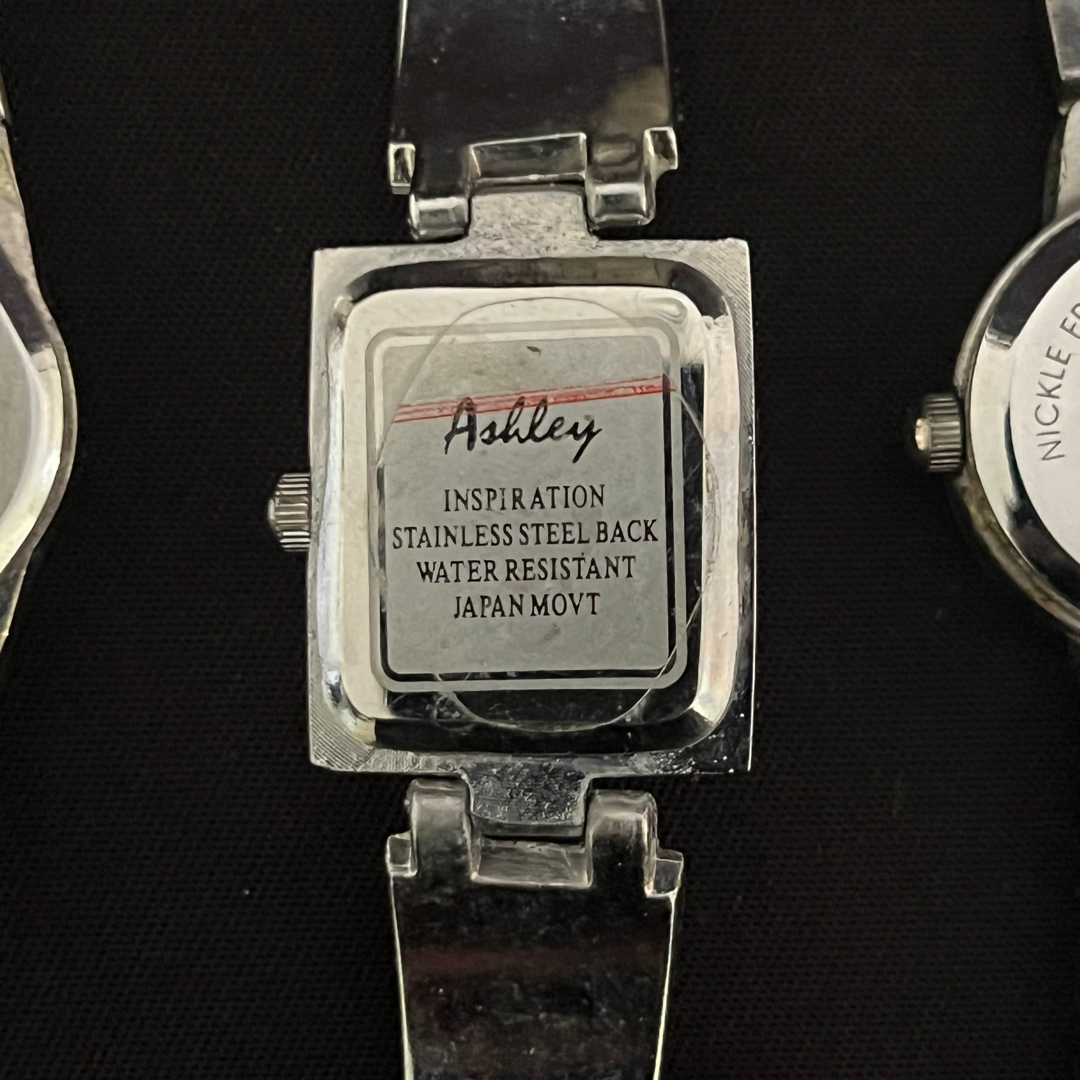 Ashley
INSPIRATION
STAINLESS STEEL BACK
WATER RESISTANT
JAPAN MOVT
NICKLE